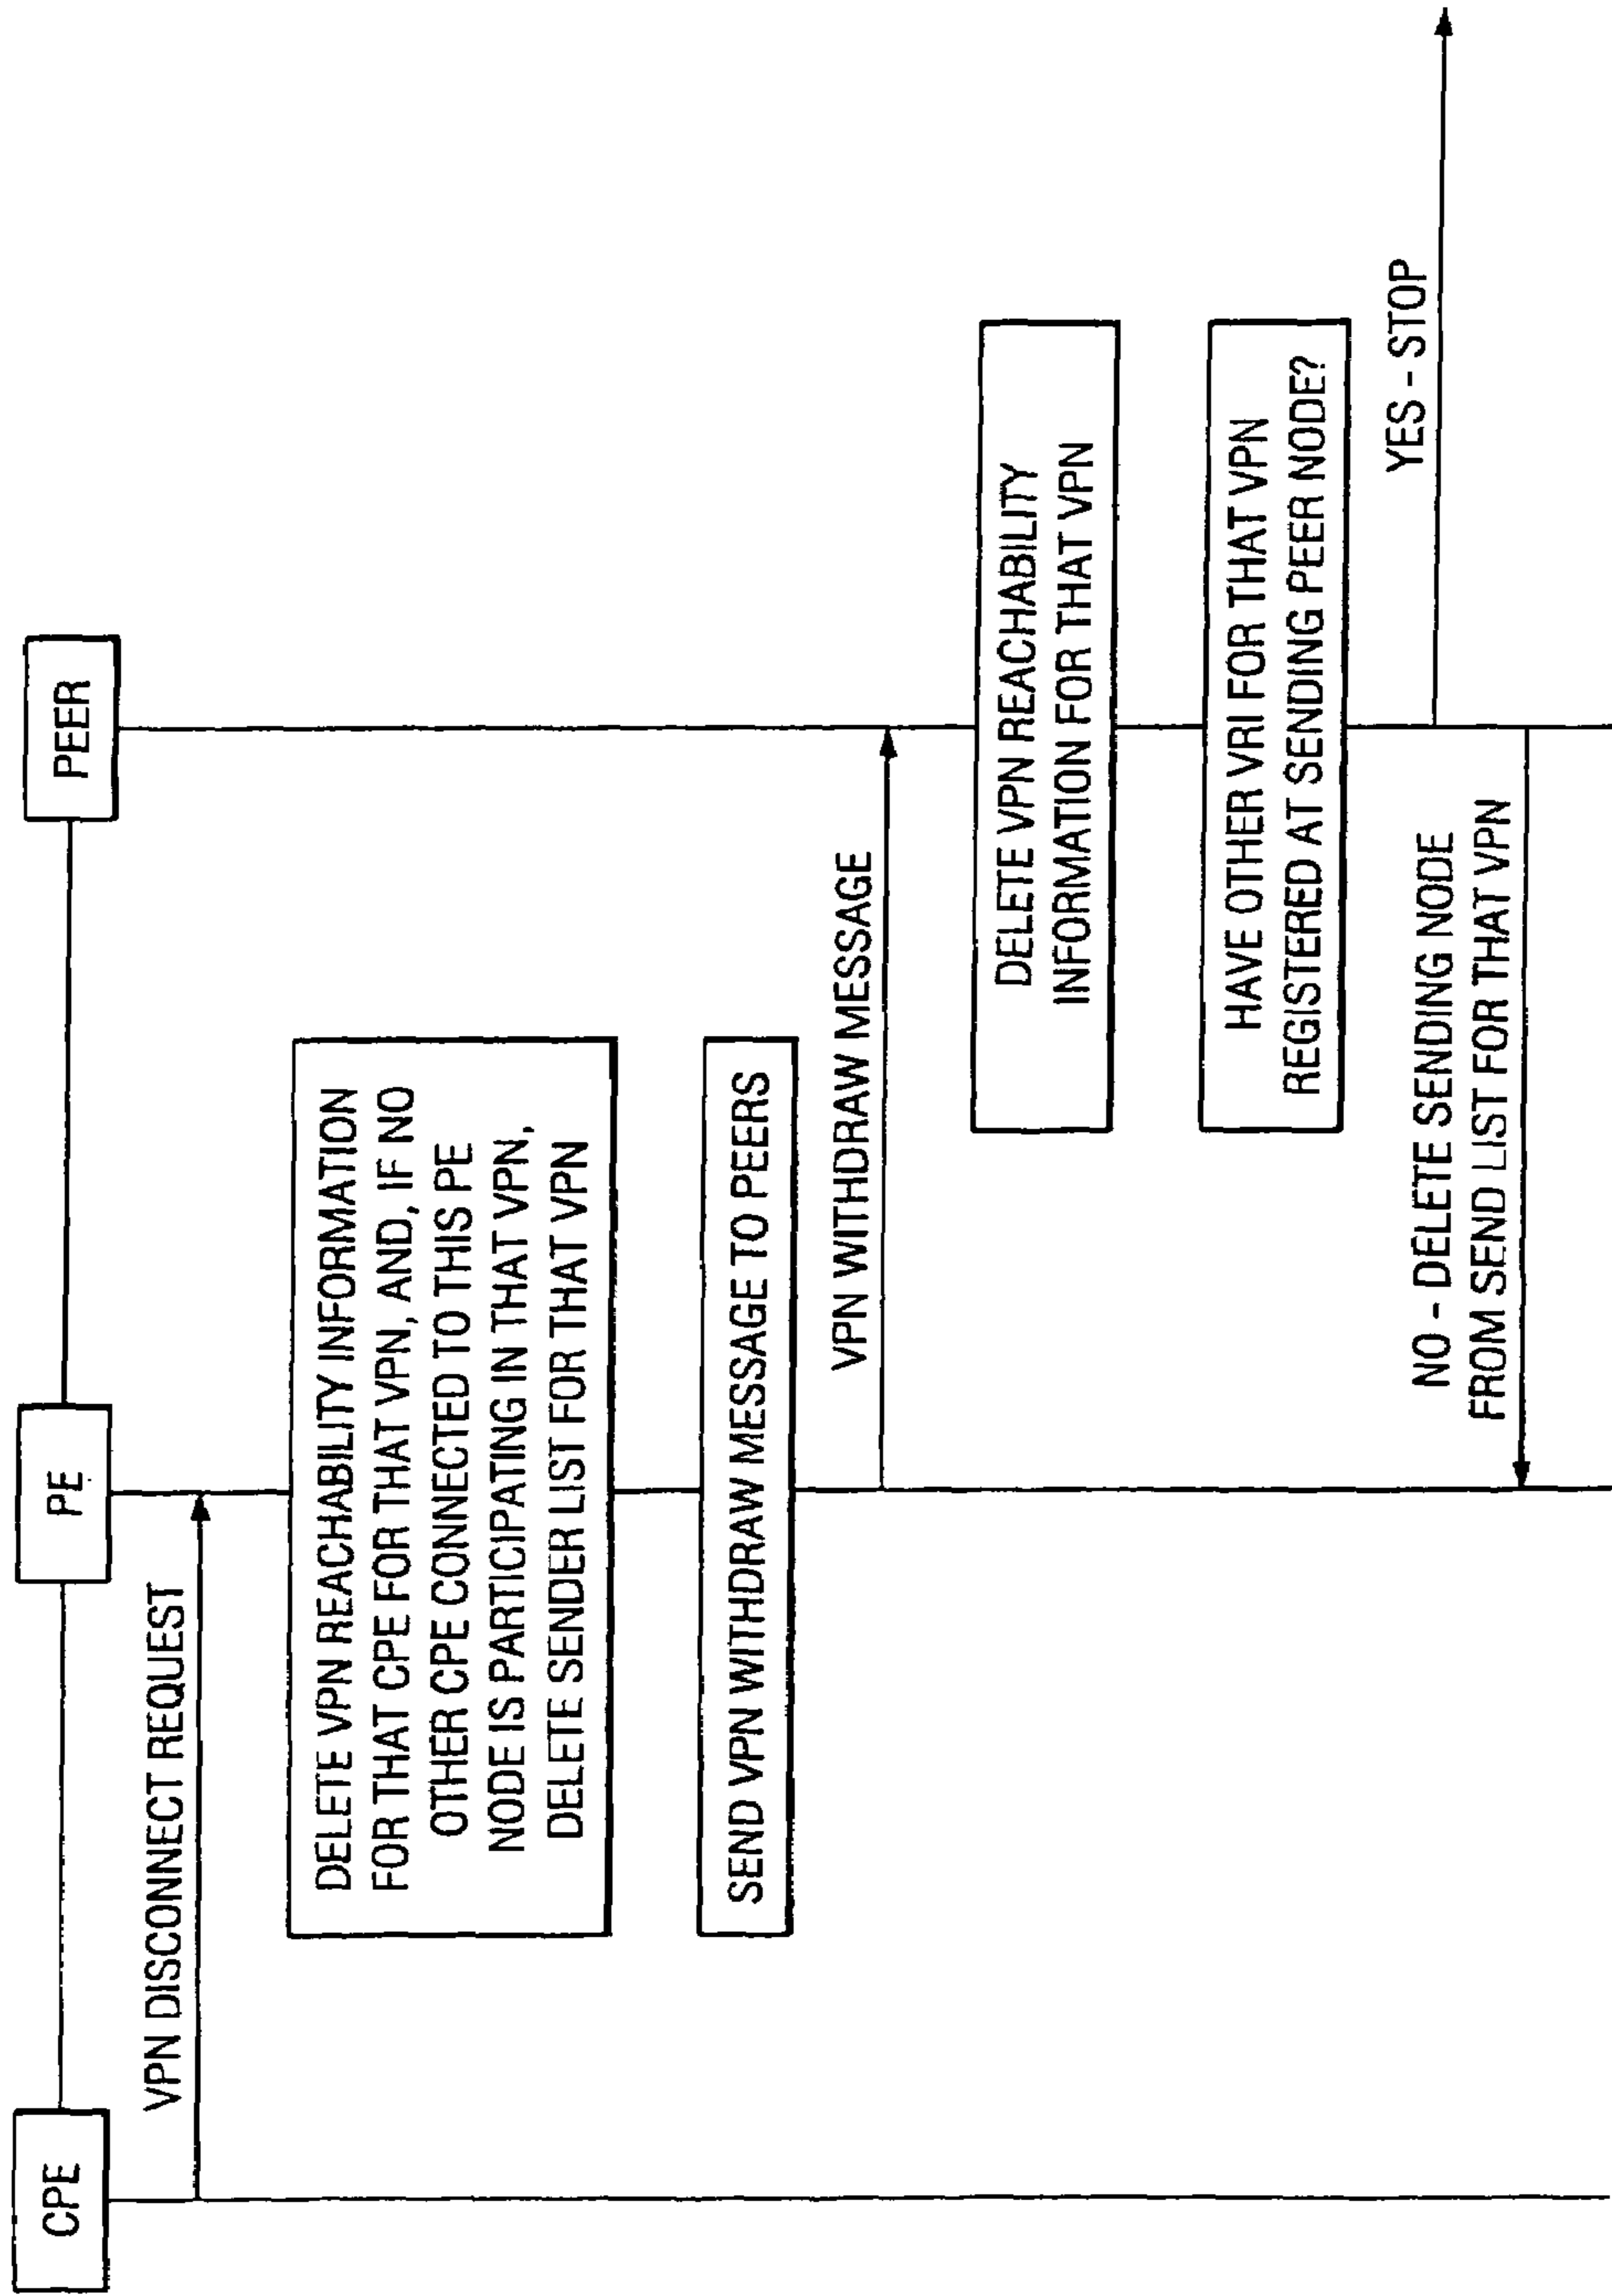 CPE
PE
PEER
VPN DISCONNECT REQUEST
DELETE VPN REACHABILITY INFORMATION
FOR THAT CPE FOR THAT VPN, AND, IF NO
OTHER CPE CONNECTED TO THIS PE
NODE IS PARTICIPATING IN THAT VPN,
DELETE SENDER LIST FOR THAT VPN
SEND VPN WITHDRAW MESSAGE TO PEERS
VPN WITHDRAW MESSAGE
DELETE VPN REACHABILITY
INFORMATION FOR THAT VPN
HAVE OTHER VRI FOR THAT VPN
REGISTERED AT SENDING PEER NODE?
YES - STOP
NO - DELETE SENDING NODE
FROM SEND LIST FOR THAT VPN